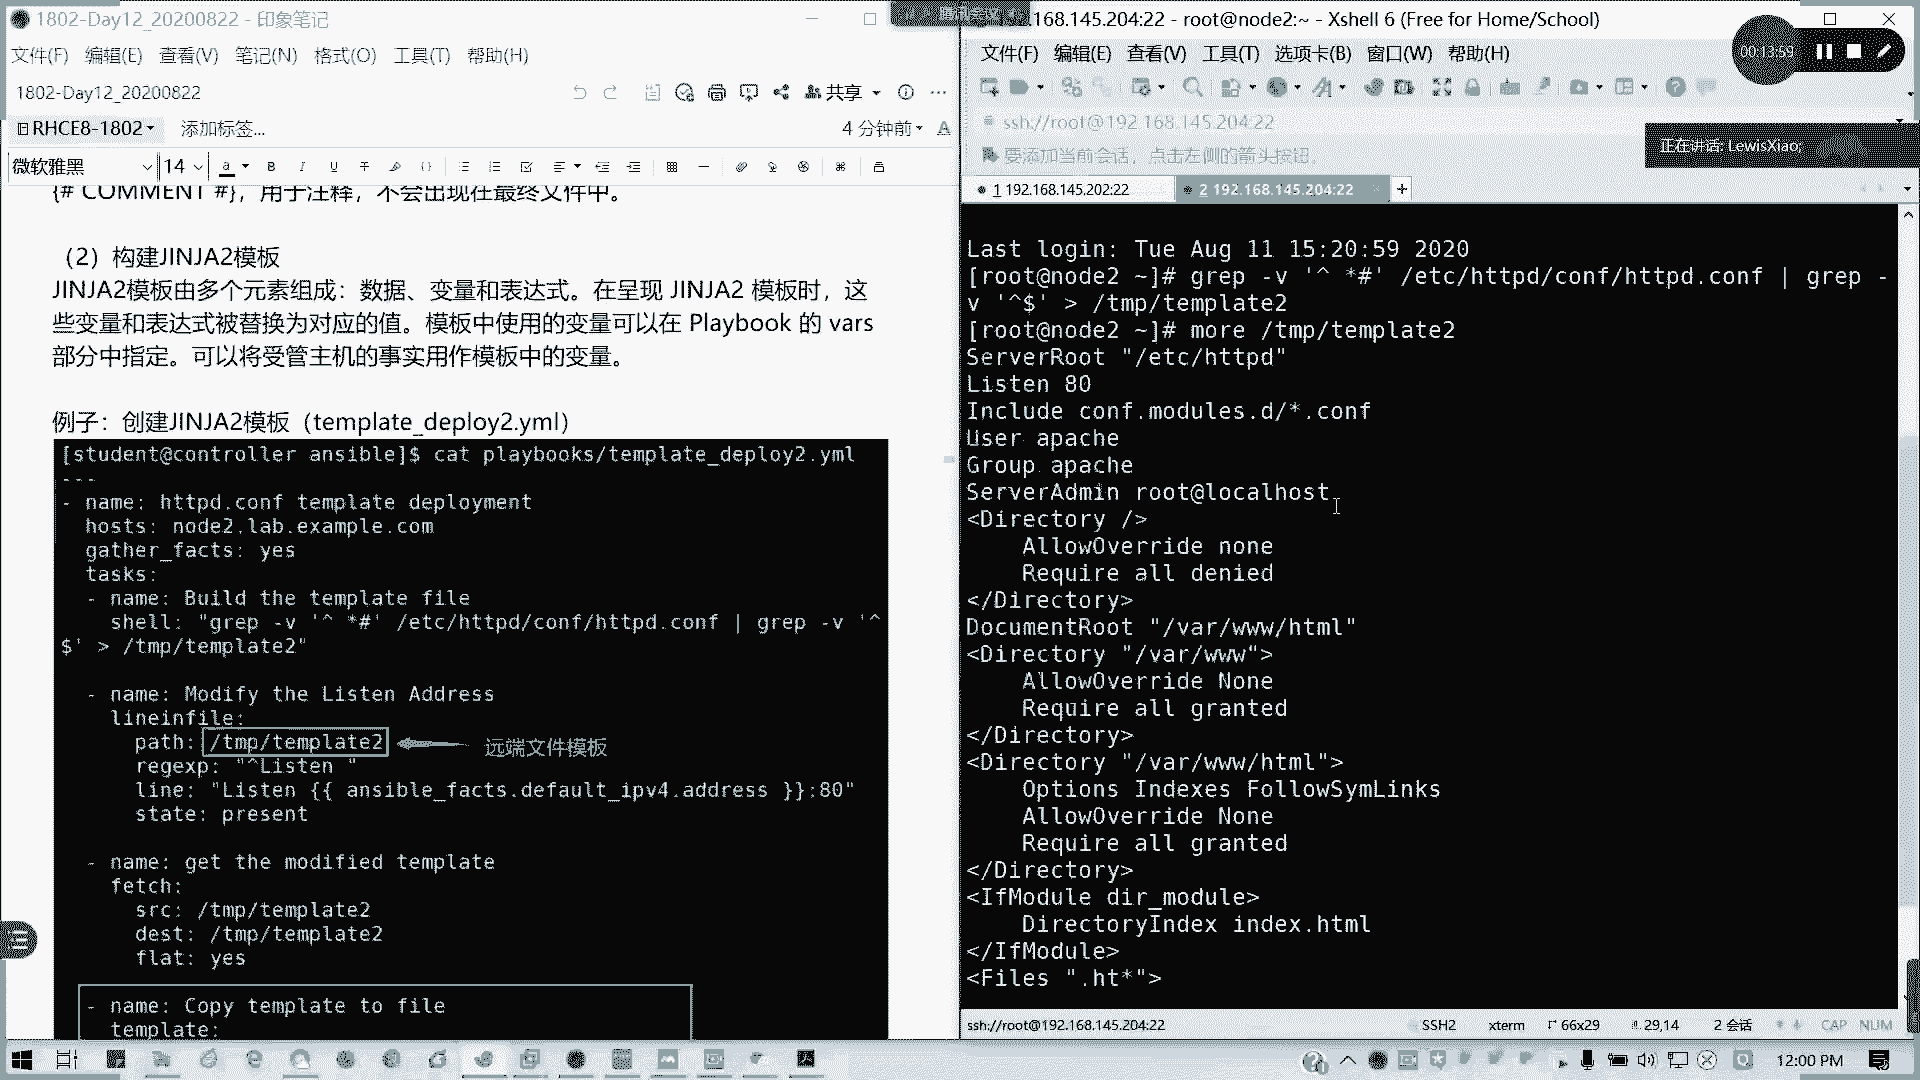 1802-Day12_20200822 - 印象笔记
文件(F) 编辑(E) 查看(V) 笔记(N) 格式(O) 工具(T) 帮助(H)
1802-Day12_20200822
共享
RHCE8-1802
添加标签...
4 分钟前
微软雅黑 14
{# COMMENT #}，用于注释，不会出现在最终文件中。
（2）构建JINJA2模板
JINJA2模板由多个元素组成：数据、变量和表达式。在呈现 JINJA2 模板时，这
些变量和表达式被替换为对应的值。模板中使用的变量可以在 Playbook 的 vars
部分中指定。可以将受管主机的事实用作模板中的变量。
例子：创建JINJA2模板（template_deploy2.yml）
[student@controller ansible]$ cat playbooks/template_deploy2.yml
---
- name: httpd.conf template deployment
hosts: node2.lab.example.com
gather_facts: yes
tasks:
- name: Build the template file
shell: "grep -v '^ *#' /etc/httpd/conf/httpd.conf | grep -v '^
$' > /tmp/template2"
- name: Modify the Listen Address
lineinfile:
path: /tmp/template2
远端文件模板
regexp: "^Listen "
line: "Listen {{ ansible_facts.default_ipv4.address }}:80"
state: present
- name: get the modified template
fetch:
src: /tmp/template2
dest: /tmp/template2
flat: yes
- name: Copy template to file
template:
腾讯会议
.168.145.204:22 - root@node2:~ - Xshell 6 (Free for Home/School)
文件(F) 编辑(E) 查看(V) 工具(T) 选项卡(B) 窗口(W) 帮助(H)
00:13:59
ssh://root@192.168.145.204:22
正在讲话: LewisXiao;
要添加当前会话，点击左侧的箭头按钮。
1 192.168.145.202:22
2 192.168.145.204:22
Last login: Tue Aug 11 15:20:59 2020
[root@node2 ~]# grep -v '^ *#' /etc/httpd/conf/httpd.conf | grep -
v '^$' > /tmp/template2
[root@node2 ~]# more /tmp/template2
ServerRoot "/etc/httpd"
Listen 80
Include conf.modules.d/*.conf
User apache
Group apache
ServerAdmin root@localhost
<Directory />
AllowOverride none
Require all denied
</Directory>
DocumentRoot "/var/www/html"
<Directory "/var/www">
AllowOverride None
Require all granted
</Directory>
<Directory "/var/www/html">
Options Indexes FollowSymLinks
AllowOverride None
Require all granted
</Directory>
<IfModule dir_module>
DirectoryIndex index.html
</IfModule>
<Files ".ht*">
ssh://root@192.168.145.204:22
SSH2
xterm
66x29
29,14
2 会话
CAP
NUM
12:00 PM